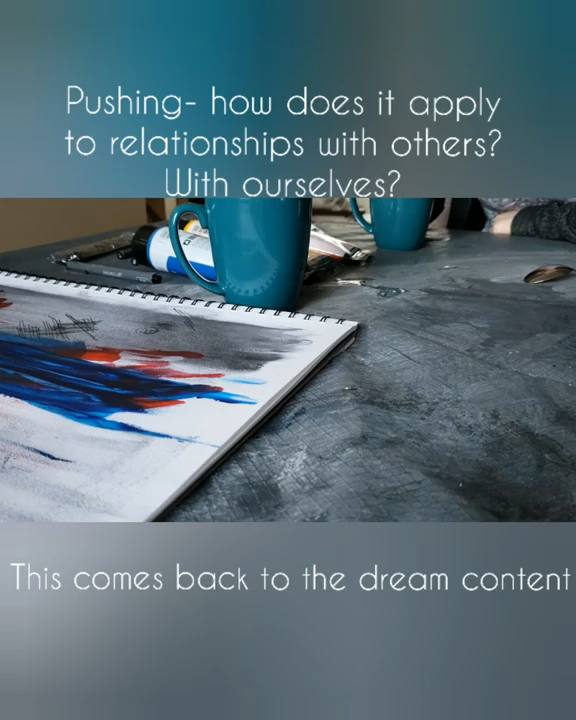 Pushing- how does it apply
to relationships with others?
With ourselves?
This comes back to the dream content